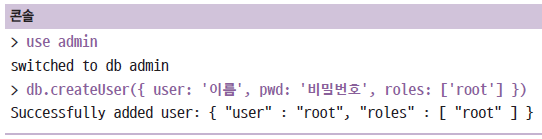 콘솔
> use admin
switched to db admin
> db.createUser({ user: '이름', pwd: '비밀번호', roles: ['root'] })
Successfully added user: { "user" : "root", "roles" : [ "root" ] }